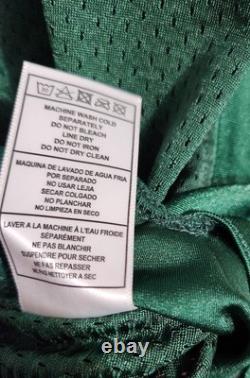 MACHINE WASH COLD
SEPARATELY
DO NOT BLEACH
LINE DRY
DO NOT IRON
DO NOT DRY CLEAN
MAQUINA DE LAVADO DE AGUA FRIA
POR SEPARADO
NO USAR LEJIA
SECAR COLGADO
NO PLANCHAR
NO LIMPIEZA EN SECO
LAVER A LA MACHINE À L'EAU FROIDE
SÉPARÉMENT
NE PAS BLANCHIR
SUSPENDRE POUR SECHER
NE PAS REPASSER
NETTOYER A SEC